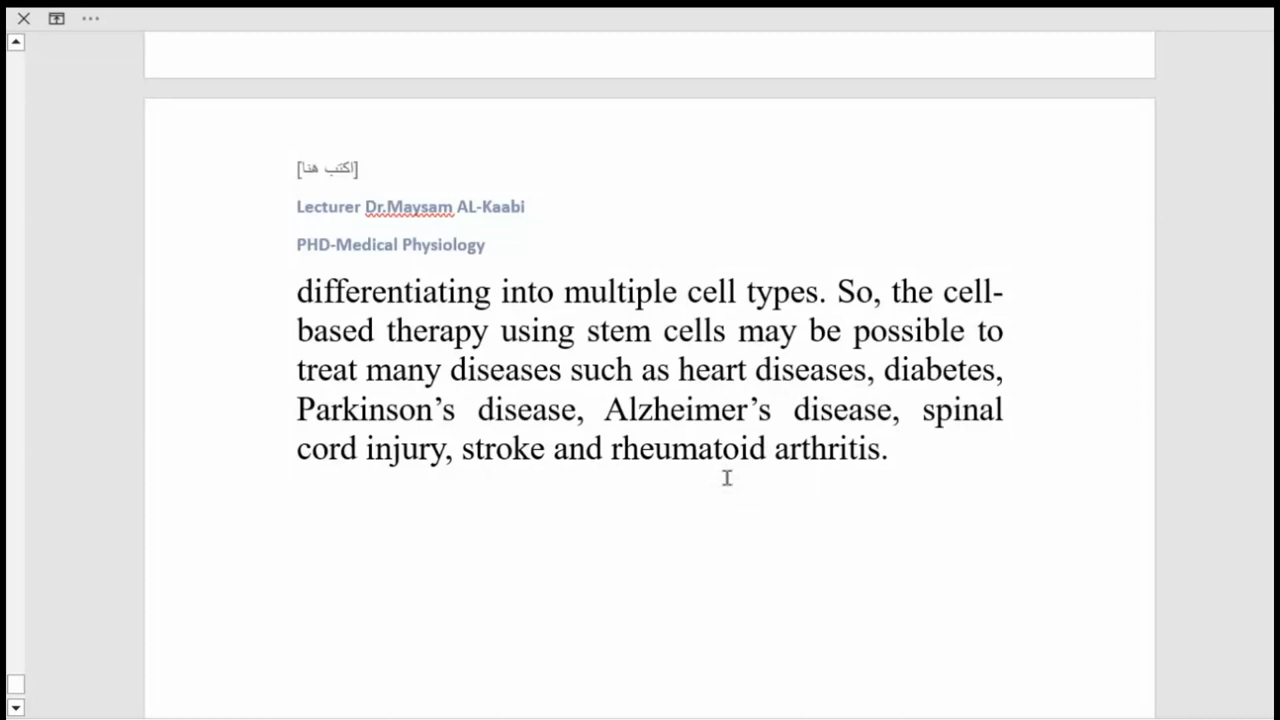 [اكتب هنا]
Lecturer Dr.Maysam AL-Kaabi
PHD-Medical Physiology
differentiating into multiple cell types. So, the cell-
based therapy using stem cells may be possible to
treat many diseases such as heart diseases, diabetes,
Parkinson’s disease, Alzheimer’s disease, spinal
cord injury, stroke and rheumatoid arthritis.